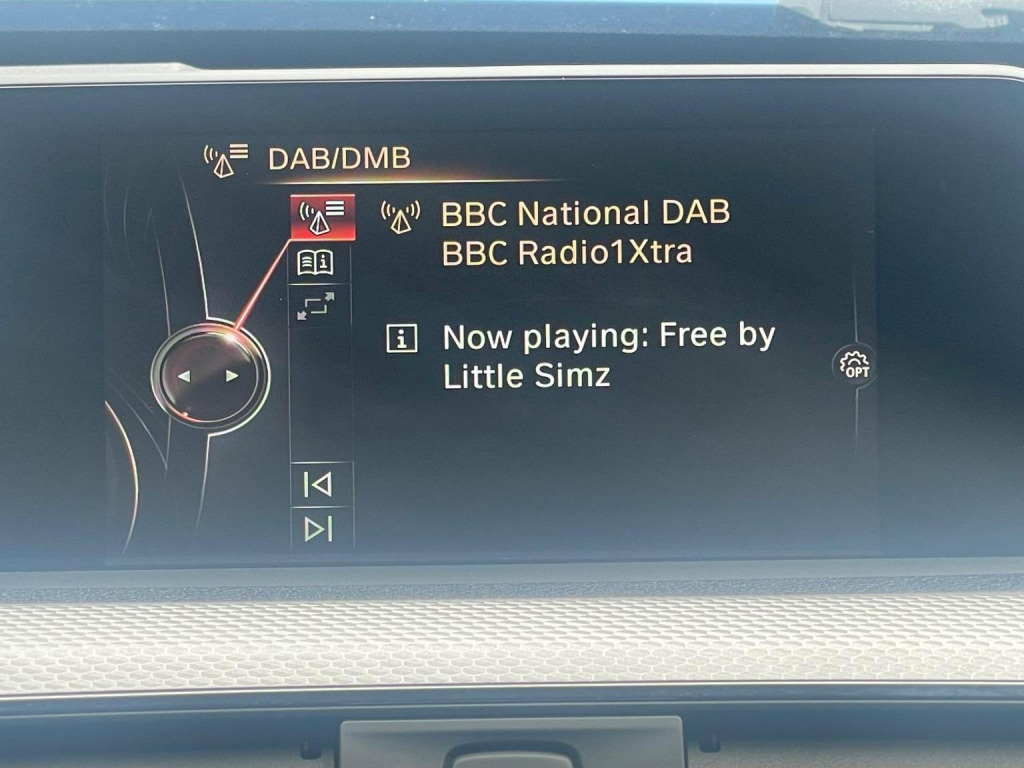 DAB/DMB
BBC National DAB
BBC Radio1Xtra
Now playing: Free by
Little Simz
OPT